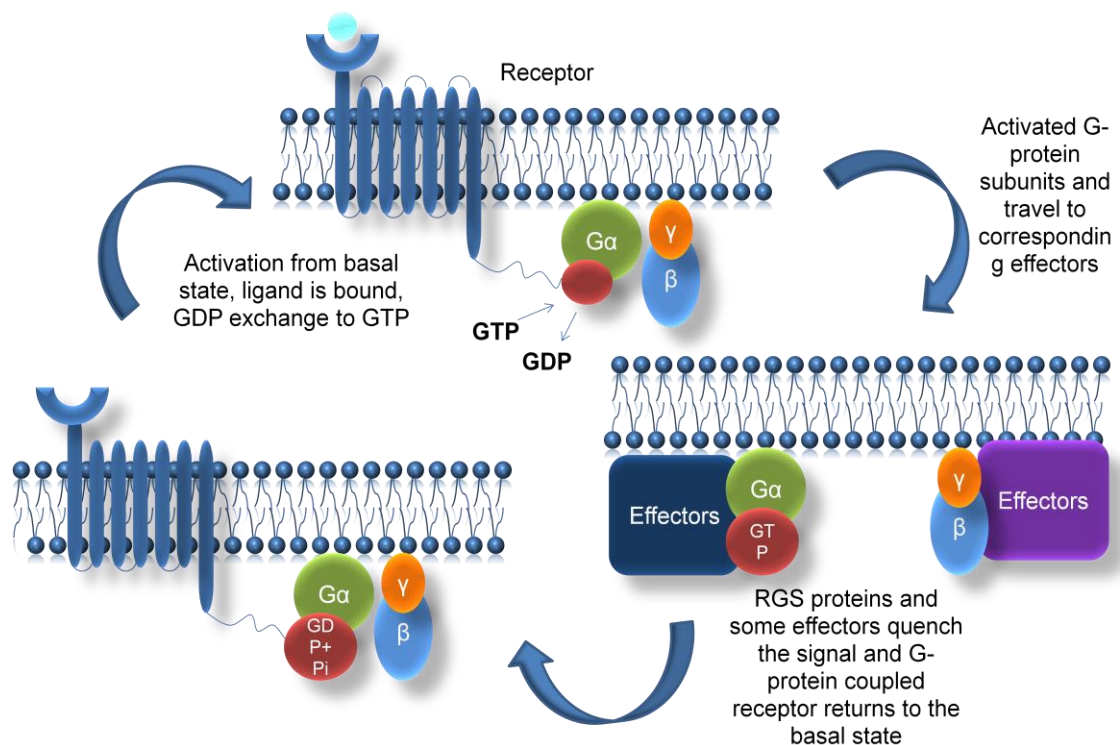 Receptor
Activated G-
protein
subunits and
travel to
correspondin
g effectors
Activation from basal
state, ligand is bound,
GDP exchange to GTP
Gα
γ
β
GTP
GDP
Effectors
Gα
GT
P
γ
β
Effectors
Gα
GD
P+
Pi
γ
β
RGS proteins and
some effectors quench
the signal and G-
protein coupled
receptor returns to the
basal state